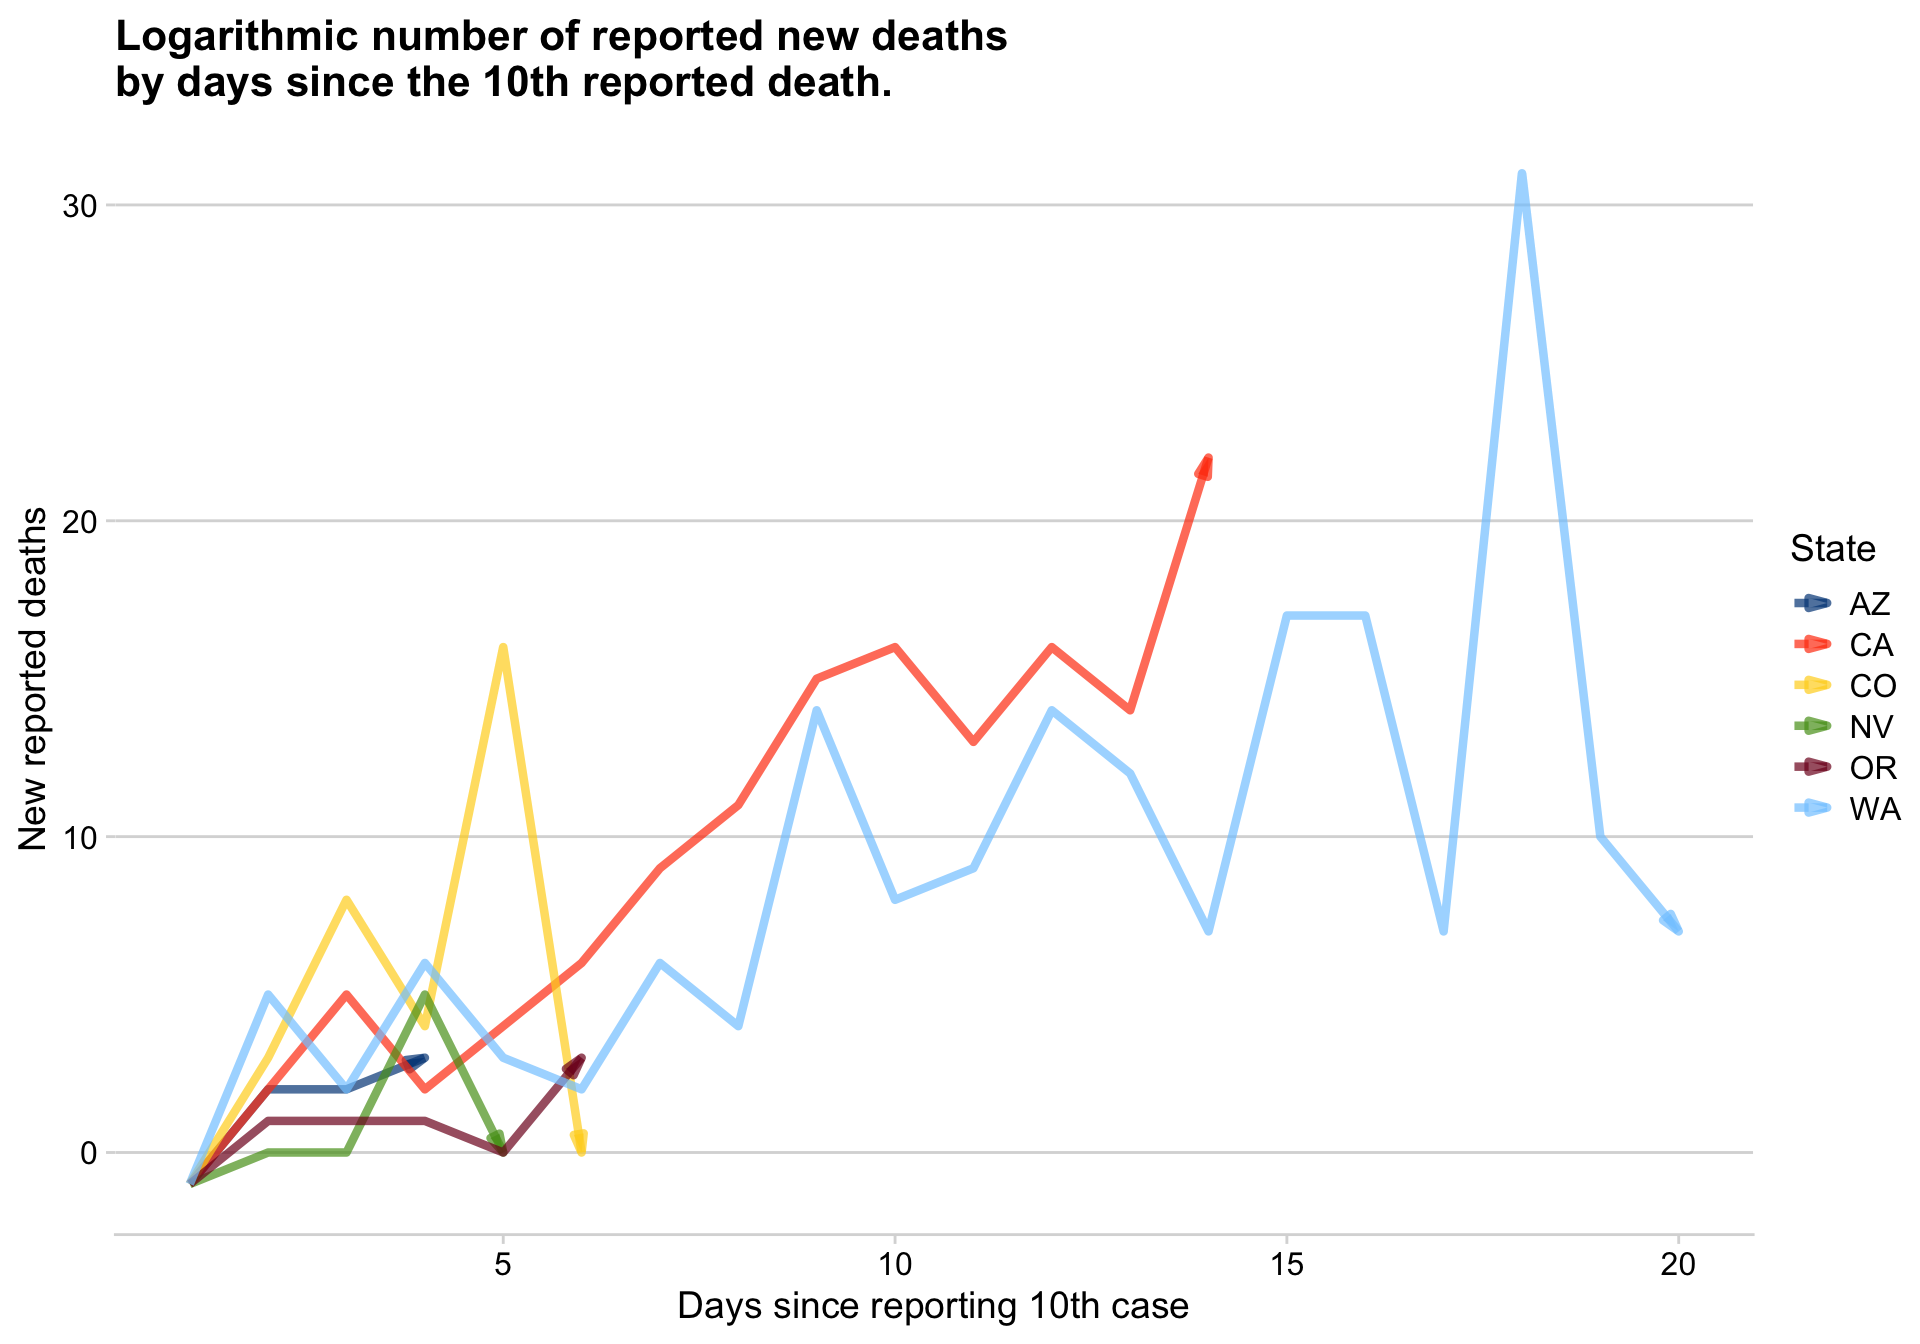 Logarithmic number of reported new deaths
by days since the 10th reported death.
New reported deaths
30
20
10
0
5
10
15
20
Days since reporting 10th case
State
AZ
CA
CO
NV
OR
WA